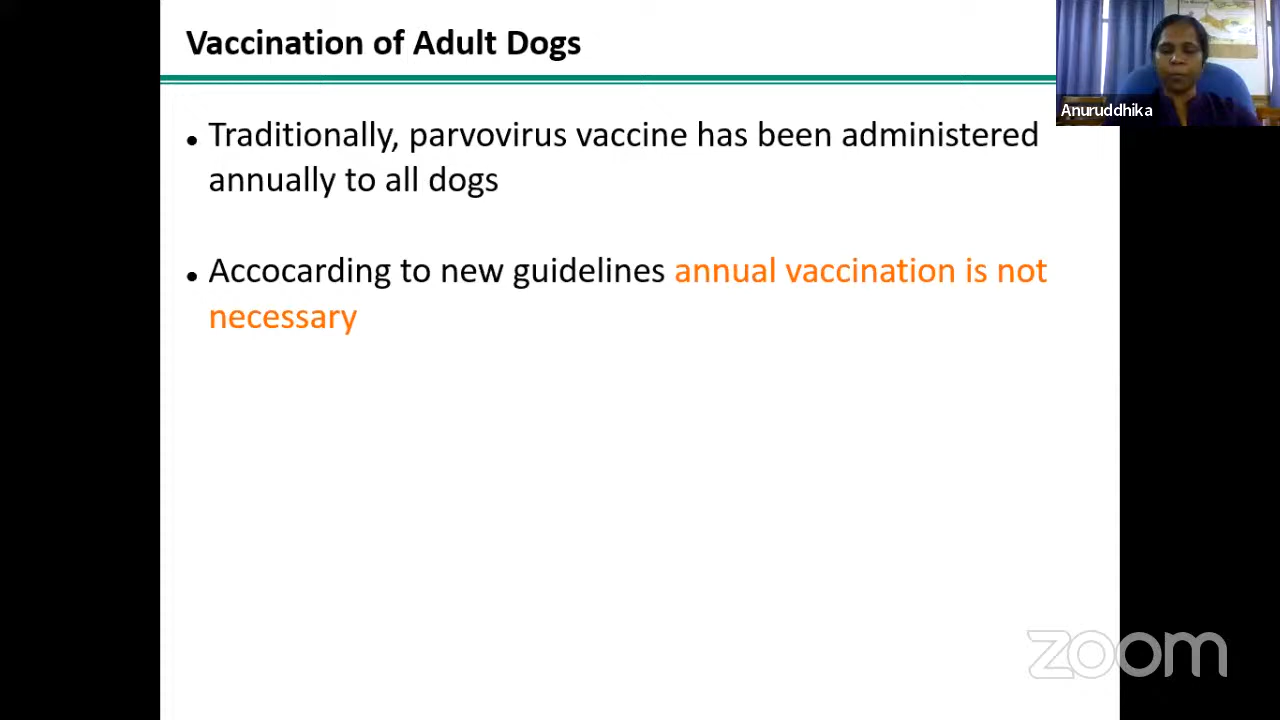 Vaccination of Adult Dogs
Anuruddhika
• Traditionally, parvovirus vaccine has been administered
annually to all dogs
• Accocarding to new guidelines annual vaccination is not
necessary
zoom